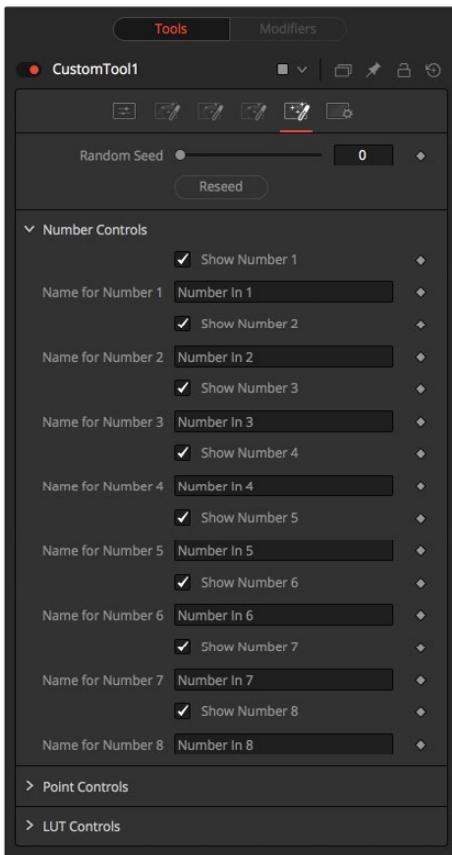 Tools Modifiers
CustomTool1
Random Seed 0
Reseed
Number Controls
Show Number 1
Name for Number 1 Number In 1
Show Number 2
Name for Number 2 Number In 2
Show Number 3
Name for Number 3 Number In 3
Show Number 4
Name for Number 4 Number In 4
Show Number 5
Name for Number 5 Number In 5
Show Number 6
Name for Number 6 Number In 6
Show Number 7
Name for Number 7 Number In 7
Show Number 8
Name for Number 8 Number In 8
Point Controls
LUT Controls